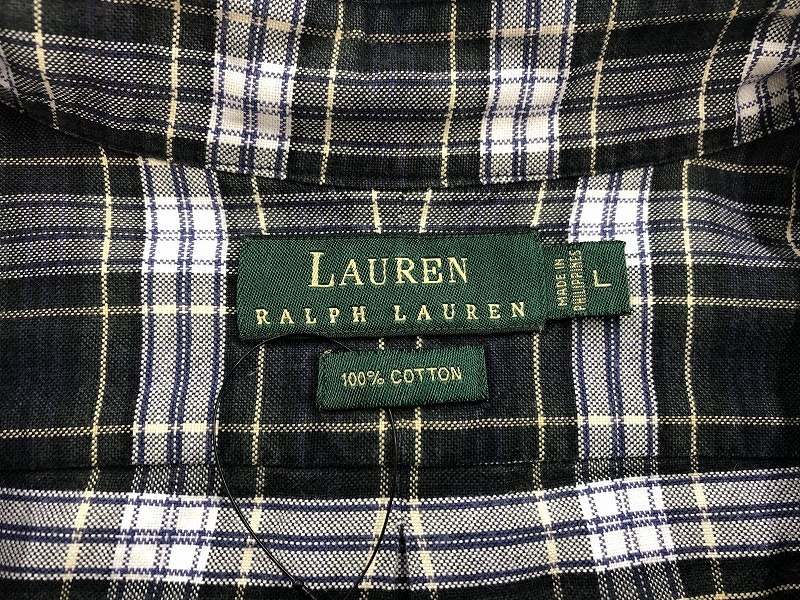 LAUREN
RALPH LAUREN
MADE IN
PHILIPPINES
L
100% COTTON